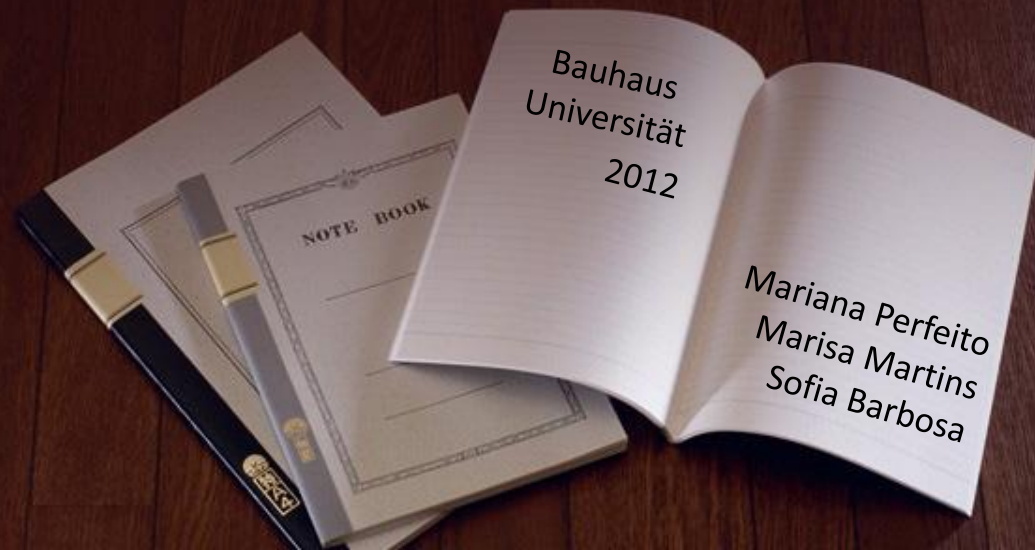 Bauhaus
Universität
2012
NOTE BOOK
Mariana Perfeito
Marisa Martins
Sofia Barbosa